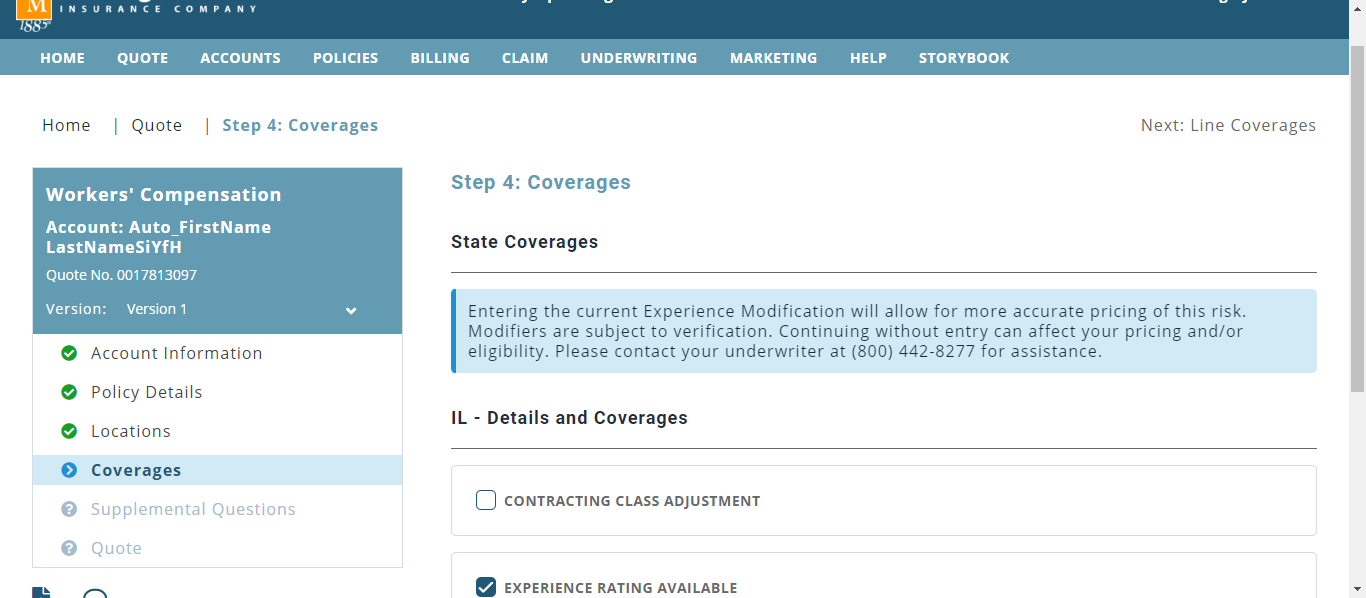 M
INSURANCE COMPANY
1885
HOME QUOTE ACCOUNTS POLICIES BILLING CLAIM UNDERWRITING MARKETING HELP STORYBOOK
Home | Quote | Step 4: Coverages
Next: Line Coverages
Workers' Compensation
Account: Auto_FirstName
LastNameSiYfH
Quote No. 0017813097
Version: Version 1
Account Information
Policy Details
Locations
Coverages
Supplemental Questions
Quote
Step 4: Coverages
State Coverages
Entering the current Experience Modification will allow for more accurate pricing of this risk.
Modifiers are subject to verification. Continuing without entry can affect your pricing and/or
eligibility. Please contact your underwriter at (800) 442-8277 for assistance.
IL - Details and Coverages
CONTRACTING CLASS ADJUSTMENT
EXPERIENCE RATING AVAILABLE